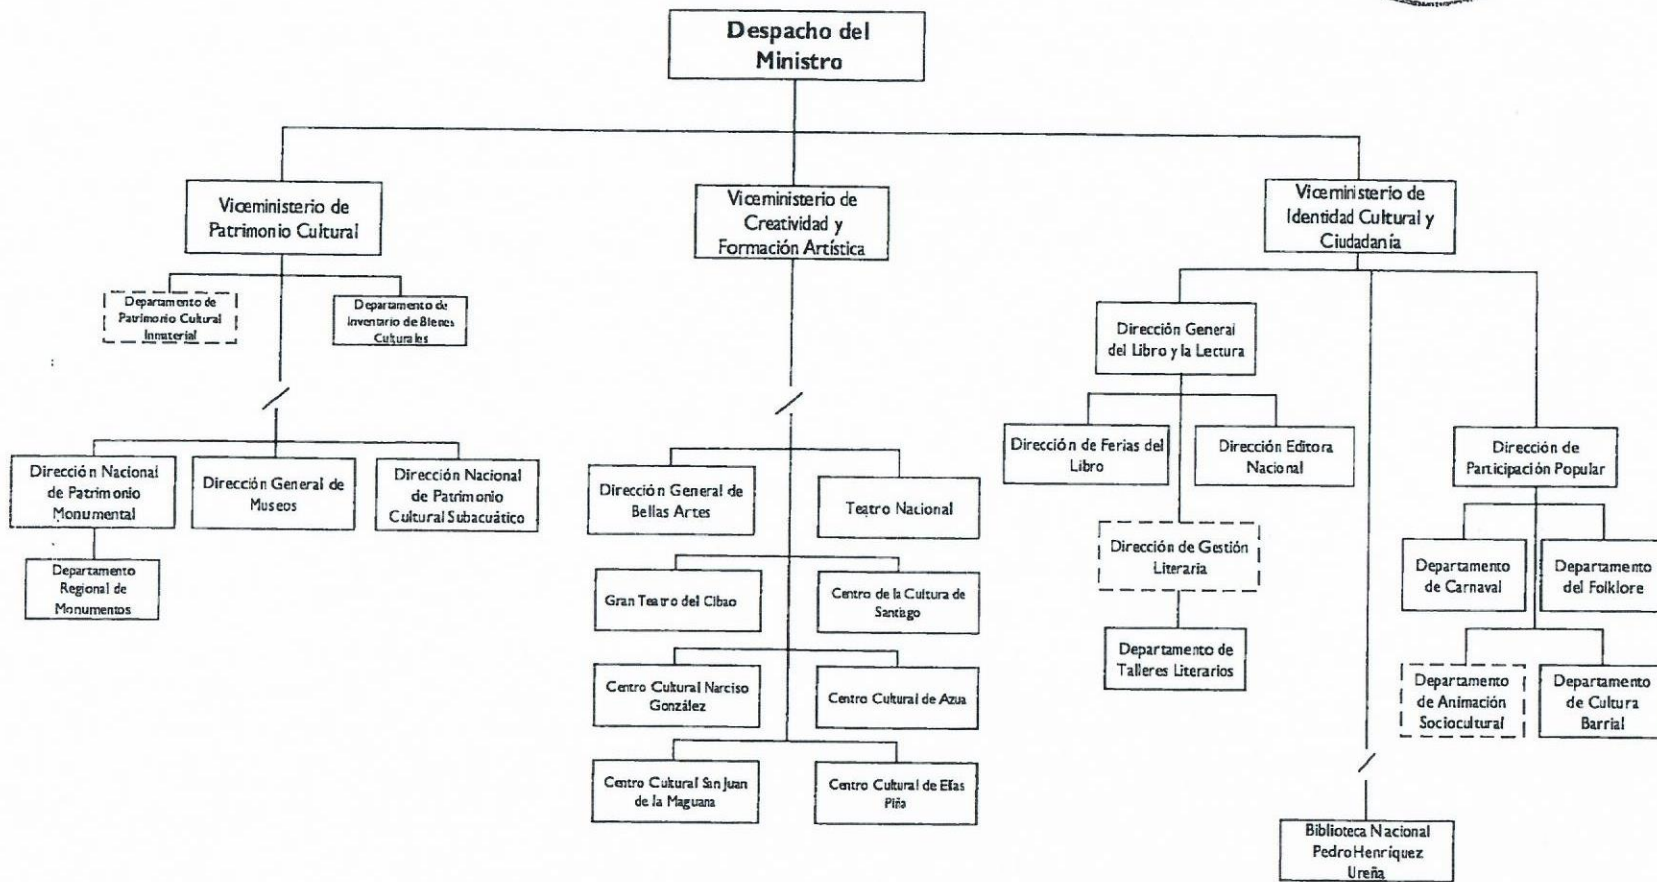 Despacho del
Ministro
Viceministerio de
Patrimonio Cultural
Viceministerio de
Creatividad y
Formación Artística
Viceministerio de
Identidad Cultural y
Ciudadanía
Departamento de
Patrimonio Cultural
Inmaterial
Departamento de
Inventario de Bienes
Culturales
Dirección General
del Libro y la Lectura
Dirección Nacional
de Patrimonio
Monumental
Dirección General de
Museos
Dirección Nacional
de Patrimonio
Cultural Subacuático
Departamento
Regional de
Monumentos
Dirección General de
Bellas Artes
Teatro Nacional
Gran Teatro del Cibao
Centro de la Cultura de
Santiago
Centro Cultural Narciso
González
Centro Cultural de Azua
Centro Cultural San Juan
de la Maguana
Centro Cultural de Elías
Piña
Dirección de Ferias del
Libro
Dirección Editora
Nacional
Dirección de Gestión
Literaria
Departamento de
Talleres Literarios
Dirección de
Participación Popular
Departamento
de Carnaval
Departamento
del Folklore
Departamento
de Animación
Sociocultural
Departamento
de Cultura
Barrial
Biblioteca Nacional
Pedro Henríquez
Ureña